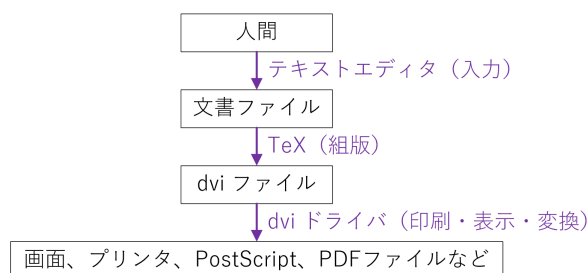 人間
テキストエディタ（入力）
文書ファイル
TeX（組版）
dvi ファイル
dvi ドライバ（印刷・表示・変換）
画面、プリンタ、PostScript、PDFファイルなど